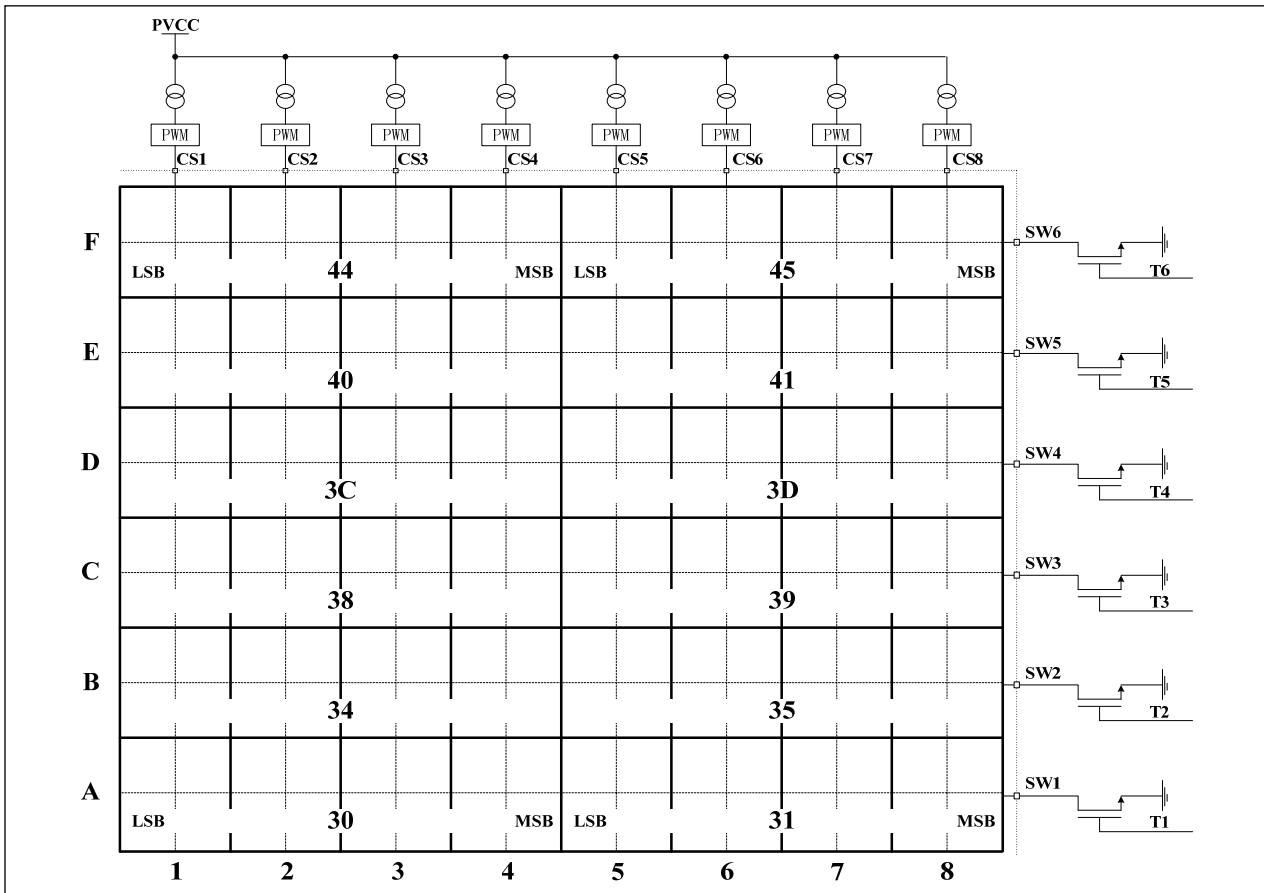 PVCC
PWM PWM PWM PWM PWM PWM PWM PWM
CS1 CS2 CS3 CS4 CS5 CS6 CS7 CS8
F SW6
LSB 44 MSB LSB 45 MSB T6
E SW5
40 41 T5
D SW4
3C 3D T4
C SW3
38 39 T3
B SW2
34 35 T2
A SW1
LSB 30 MSB LSB 31 MSB T1
1 2 3 4 5 6 7 8